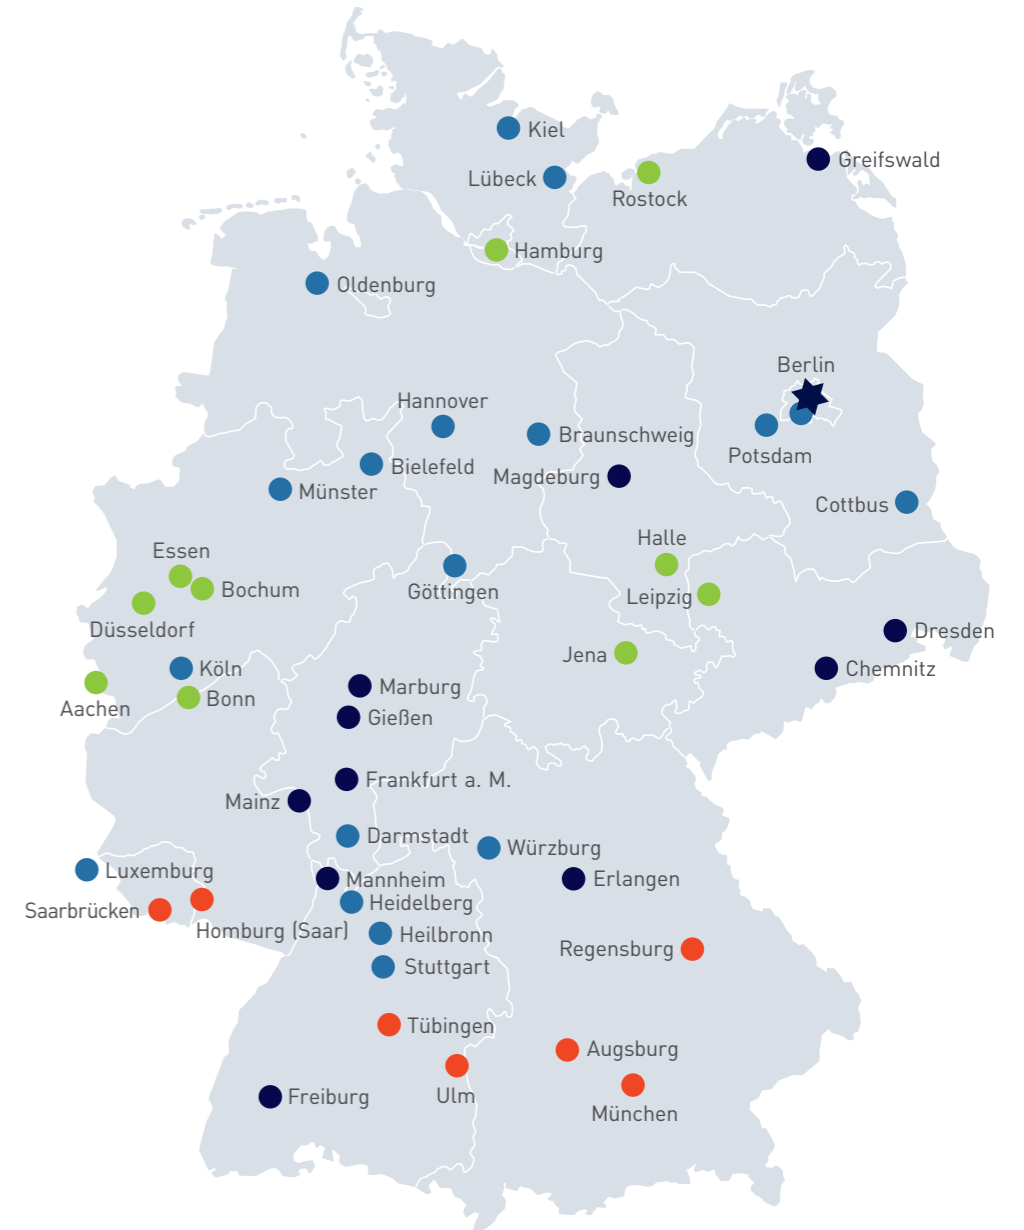 Kiel
Greifswald
Lübeck
Rostock
Hamburg
Oldenburg
Berlin
Hannover
Braunschweig
Potsdam
Bielefeld
Magdeburg
Münster
Cottbus
Halle
Essen
Bochum
Göttingen
Leipzig
Düsseldorf
Dresden
Jena
Köln
Chemnitz
Marburg
Bonn
Aachen
Gießen
Frankfurt a. M.
Mainz
Darmstadt
Würzburg
Luxemburg
Mannheim
Erlangen
Heidelberg
Saarbrücken
Homburg (Saar)
Heilbronn
Regensburg
Stuttgart
Tübingen
Augsburg
Ulm
Freiburg
München